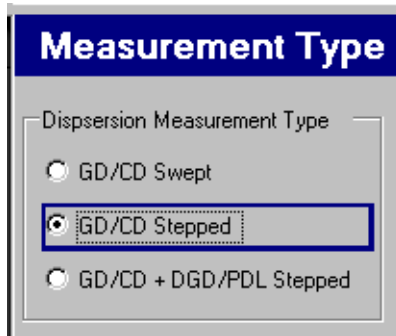 Measurement Type
Dispsersion Measurement Type
GD/CD Swept
GD/CD Stepped
GD/CD + DGD/PDL Stepped